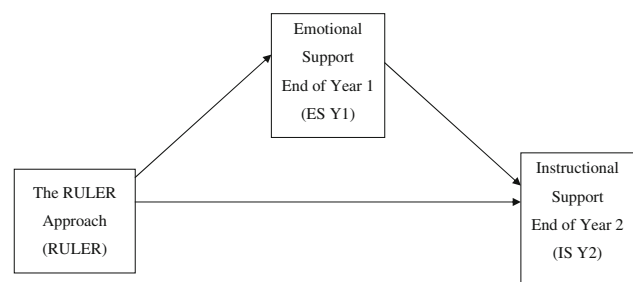 Emotional
Support
End of Year 1
(ES Y1)
The RULER
Approach
(RULER)
Instructional
Support
End of Year 2
(IS Y2)